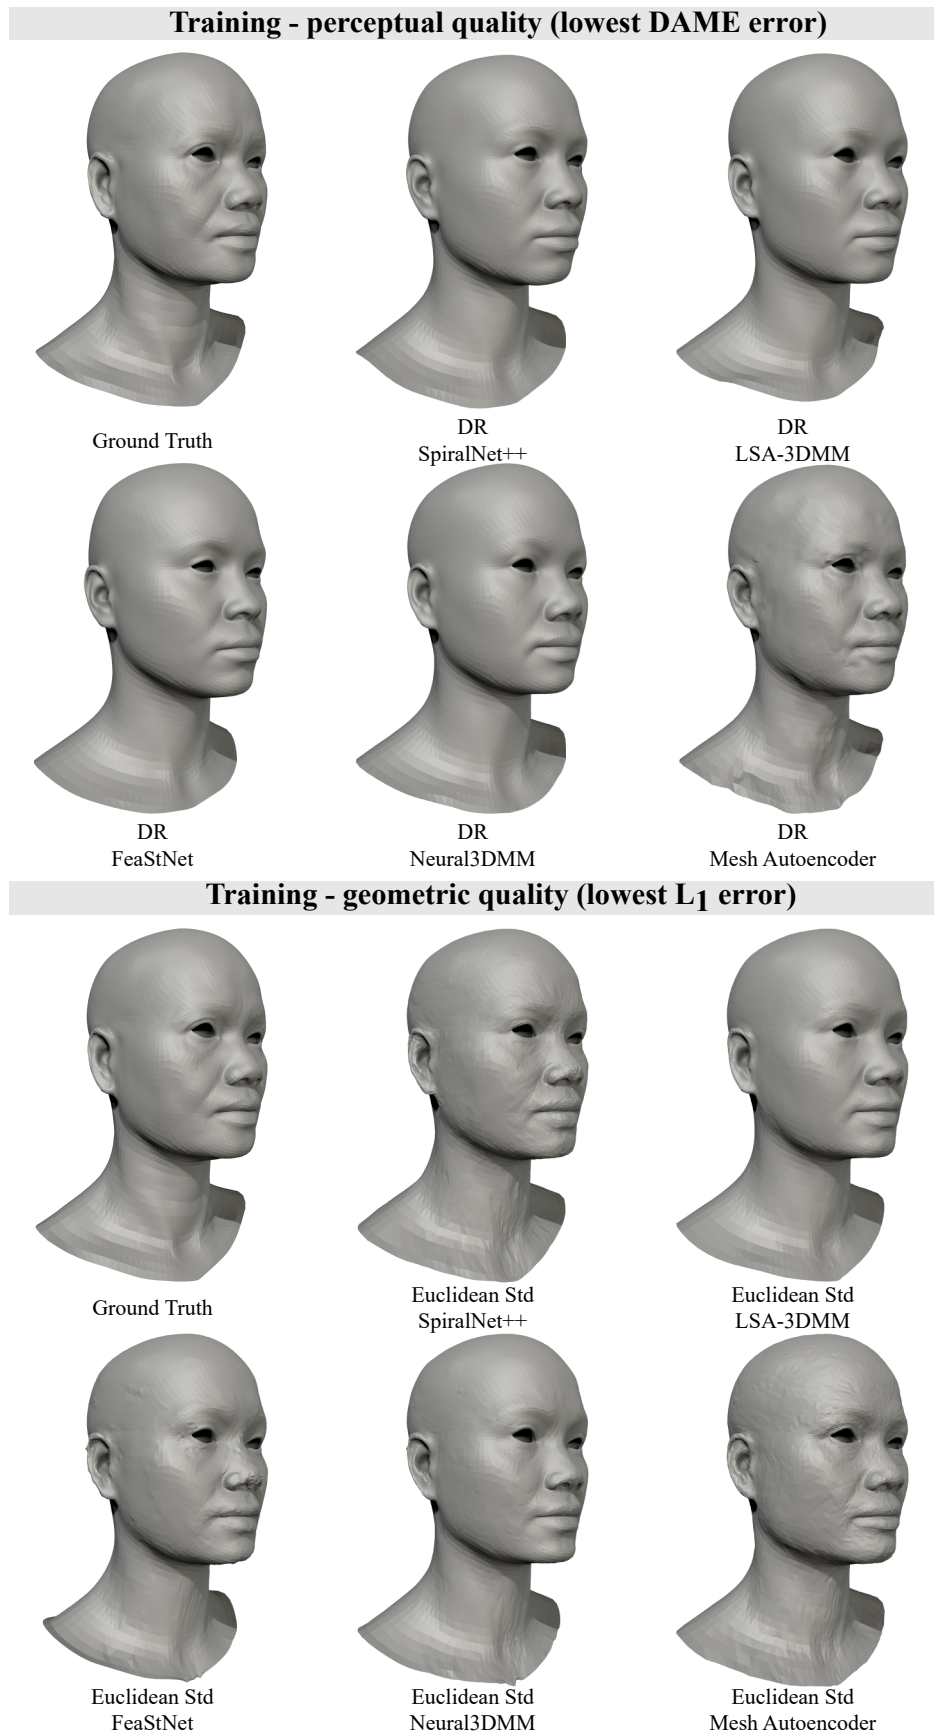 Training - perceptual quality (lowest DAME error)
Ground Truth
DR
SpiralNet++
DR
LSA-3DMM
DR
FeaStNet
DR
Neural3DMM
DR
Mesh Autoencoder
Training - geometric quality (lowest L1 error)
Ground Truth
Euclidean Std
SpiralNet++
Euclidean Std
LSA-3DMM
Euclidean Std
FeaStNet
Euclidean Std
Neural3DMM
Euclidean Std
Mesh Autoencoder